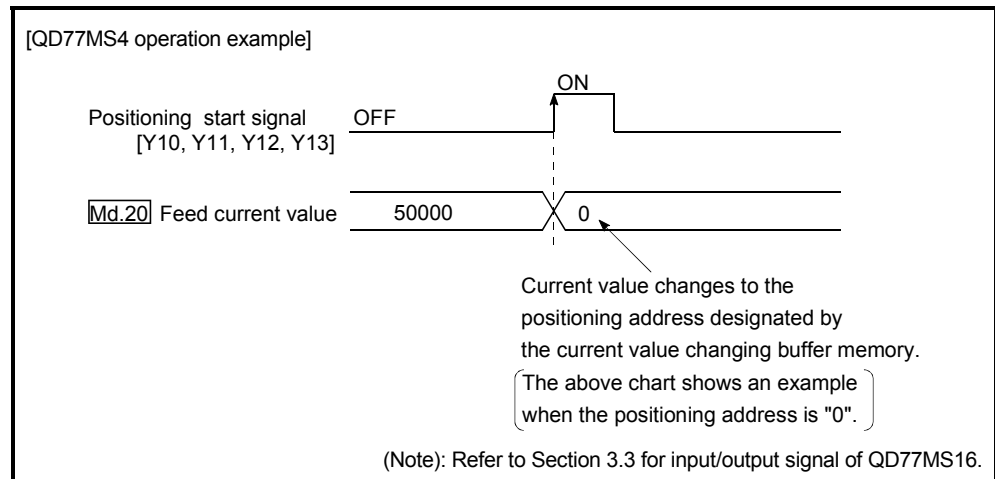 [QD77MS4 operation example]
ON
Positioning start signal OFF
[Y10, Y11, Y12, Y13]
Md.20 Feed current value 50000 0
Current value changes to the
positioning address designated by
the current value changing buffer memory.
The above chart shows an example
when the positioning address is "0".
(Note): Refer to Section 3.3 for input/output signal of QD77MS16.